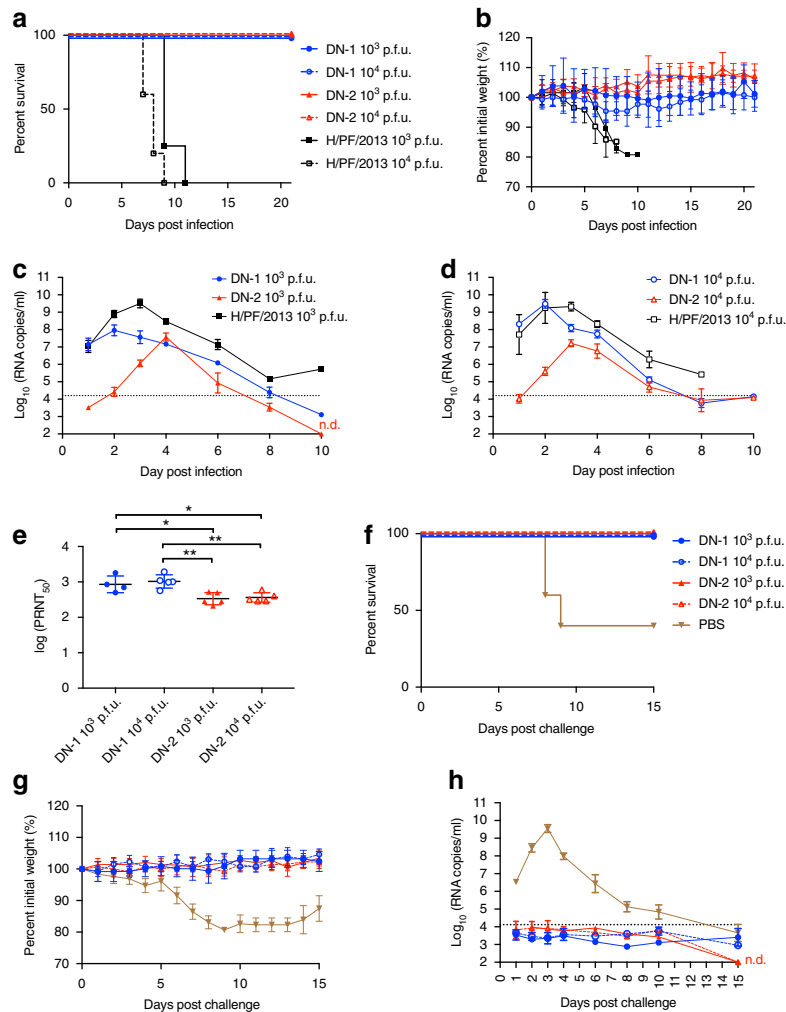 a
100
50
0
Percent survival
0 5 10 15 20
Days post infection
DN-1 10³ p.f.u.
DN-1 10⁴ p.f.u.
DN-2 10³ p.f.u.
DN-2 10⁴ p.f.u.
H/PF/2013 10³ p.f.u.
H/PF/2013 10⁴ p.f.u.
b
120
110
100
90
80
70
Percent initial weight (%)
0 5 10 15 20
Days post infection
c
11
10
9
8
7
6
5
4
3
2
Log₁₀ (RNA copies/ml)
0 2 4 6 8 10
Day post infection
DN-1 10³ p.f.u.
DN-2 10³ p.f.u.
H/PF/2013 10³ p.f.u.
n.d.
d
11
10
9
8
7
6
5
4
3
2
Log₁₀ (RNA copies/ml)
0 2 4 6 8 10
Day post infection
DN-1 10⁴ p.f.u.
DN-2 10⁴ p.f.u.
H/PF/2013 10⁴ p.f.u.
e
*
*
**
**
4
3
2
1
0
log (PRNT₅₀)
DN-1 10³ p.f.u.
DN-1 10⁴ p.f.u.
DN-2 10³ p.f.u.
DN-2 10⁴ p.f.u.
f
100
50
0
Percent survival
0 5 10 15
Days post challenge
DN-1 10³ p.f.u.
DN-1 10⁴ p.f.u.
DN-2 10³ p.f.u.
DN-2 10⁴ p.f.u.
PBS
g
120
110
100
90
80
70
Percent initial weight (%)
0 5 10 15
Days post challenge
h
11
10
9
8
7
6
5
4
3
2
Log₁₀ (RNA copies/ml)
0 1 2 3 4 5 6 7 8 9 10 11 12 13 14 15
Days post challenge
n.d.